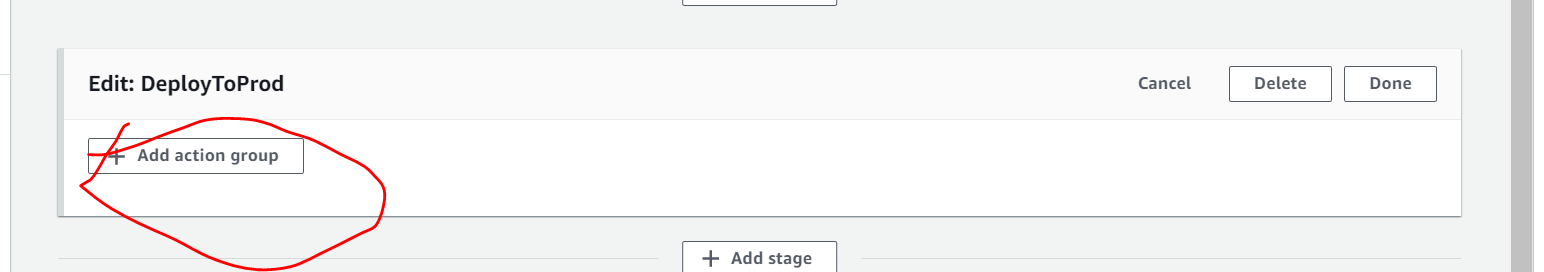 Edit: DeployToProd
Cancel
Delete
Done
+ Add action group
+ Add stage